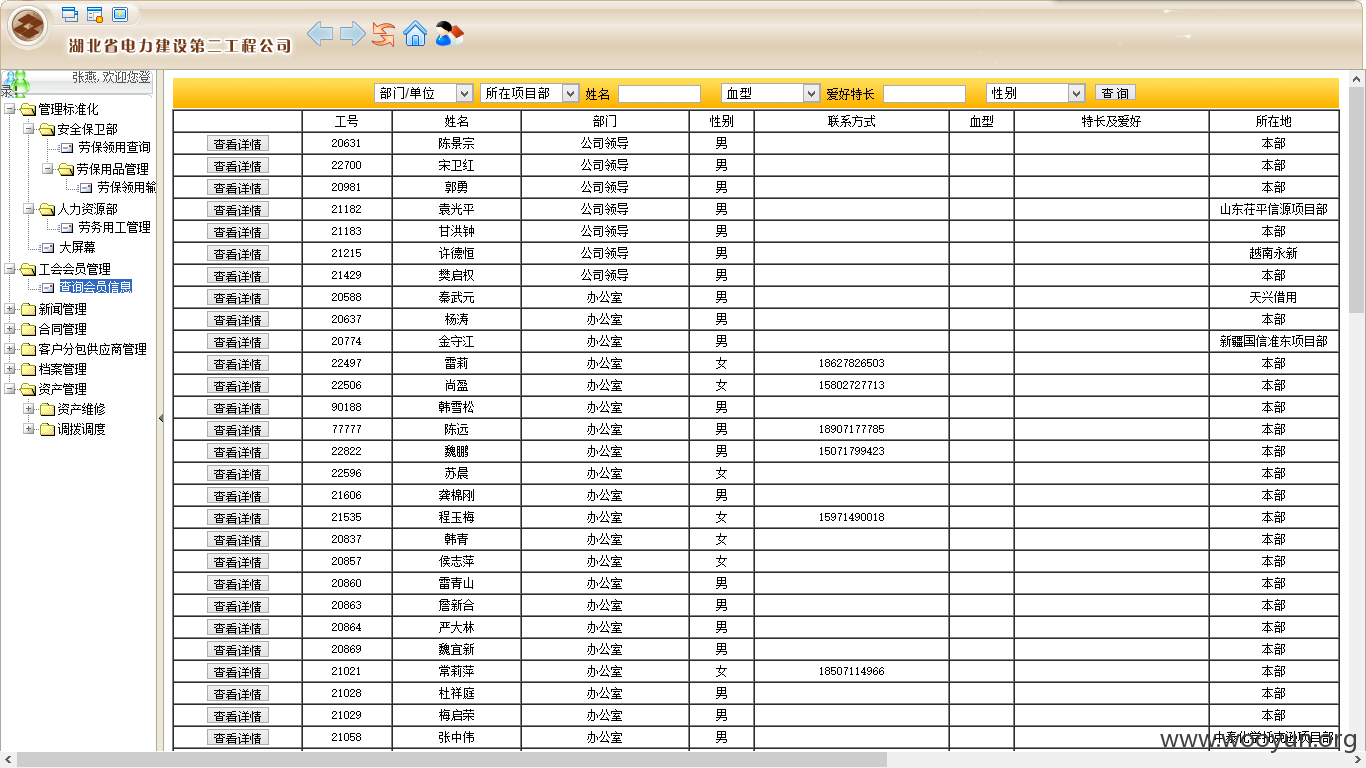 湖北省电力建设第二工程公司
张燕,欢迎您登
录!
管理标准化
安全保卫部
劳保领用查询
劳保用品管理
劳保领用输
人力资源部
劳务用工管理
大屏幕
工会会员管理
查询会员信息
新闻管理
合同管理
客户分包供应商管理
档案管理
资产管理
资产维修
调拨调度
部门/单位 所在项目部 姓名 血型 爱好特长 性别 查询
工号 姓名 部门 性别 联系方式 血型 特长及爱好 所在地
查看详情 20631 陈景宗 公司领导 男 本部
查看详情 22700 宋卫红 公司领导 男 本部
查看详情 20981 郭勇 公司领导 男 本部
查看详情 21182 袁光平 公司领导 男 山东茌平信源项目部
查看详情 21183 甘洪钟 公司领导 男 本部
查看详情 21215 许德恒 公司领导 男 越南永新
查看详情 21429 樊启权 公司领导 男 本部
查看详情 20588 秦武元 办公室 男 天兴借用
查看详情 20637 杨涛 办公室 男 本部
查看详情 20774 金守江 办公室 男 新疆国信准东项目部
查看详情 22497 雷莉 办公室 女 18627826503 本部
查看详情 22506 尚盈 办公室 女 15802727713 本部
查看详情 90188 韩雪松 办公室 男 本部
查看详情 77777 陈远 办公室 男 18907177785 本部
查看详情 22822 魏鹏 办公室 男 15071799423 本部
查看详情 22596 苏晨 办公室 女 本部
查看详情 21606 龚棉刚 办公室 男 本部
查看详情 21535 程玉梅 办公室 女 15971490018 本部
查看详情 20837 韩青 办公室 女 本部
查看详情 20857 侯志萍 办公室 女 本部
查看详情 20860 雷青山 办公室 男 本部
查看详情 20863 詹新合 办公室 男 本部
查看详情 20864 严大林 办公室 男 本部
查看详情 20869 魏宜新 办公室 男 本部
查看详情 21021 常莉萍 办公室 女 18507114966 本部
查看详情 21028 杜祥庭 办公室 男 本部
查看详情 21029 梅启荣 办公室 男 本部
查看详情 21058 张中伟 办公室 男
www.wooyun.org